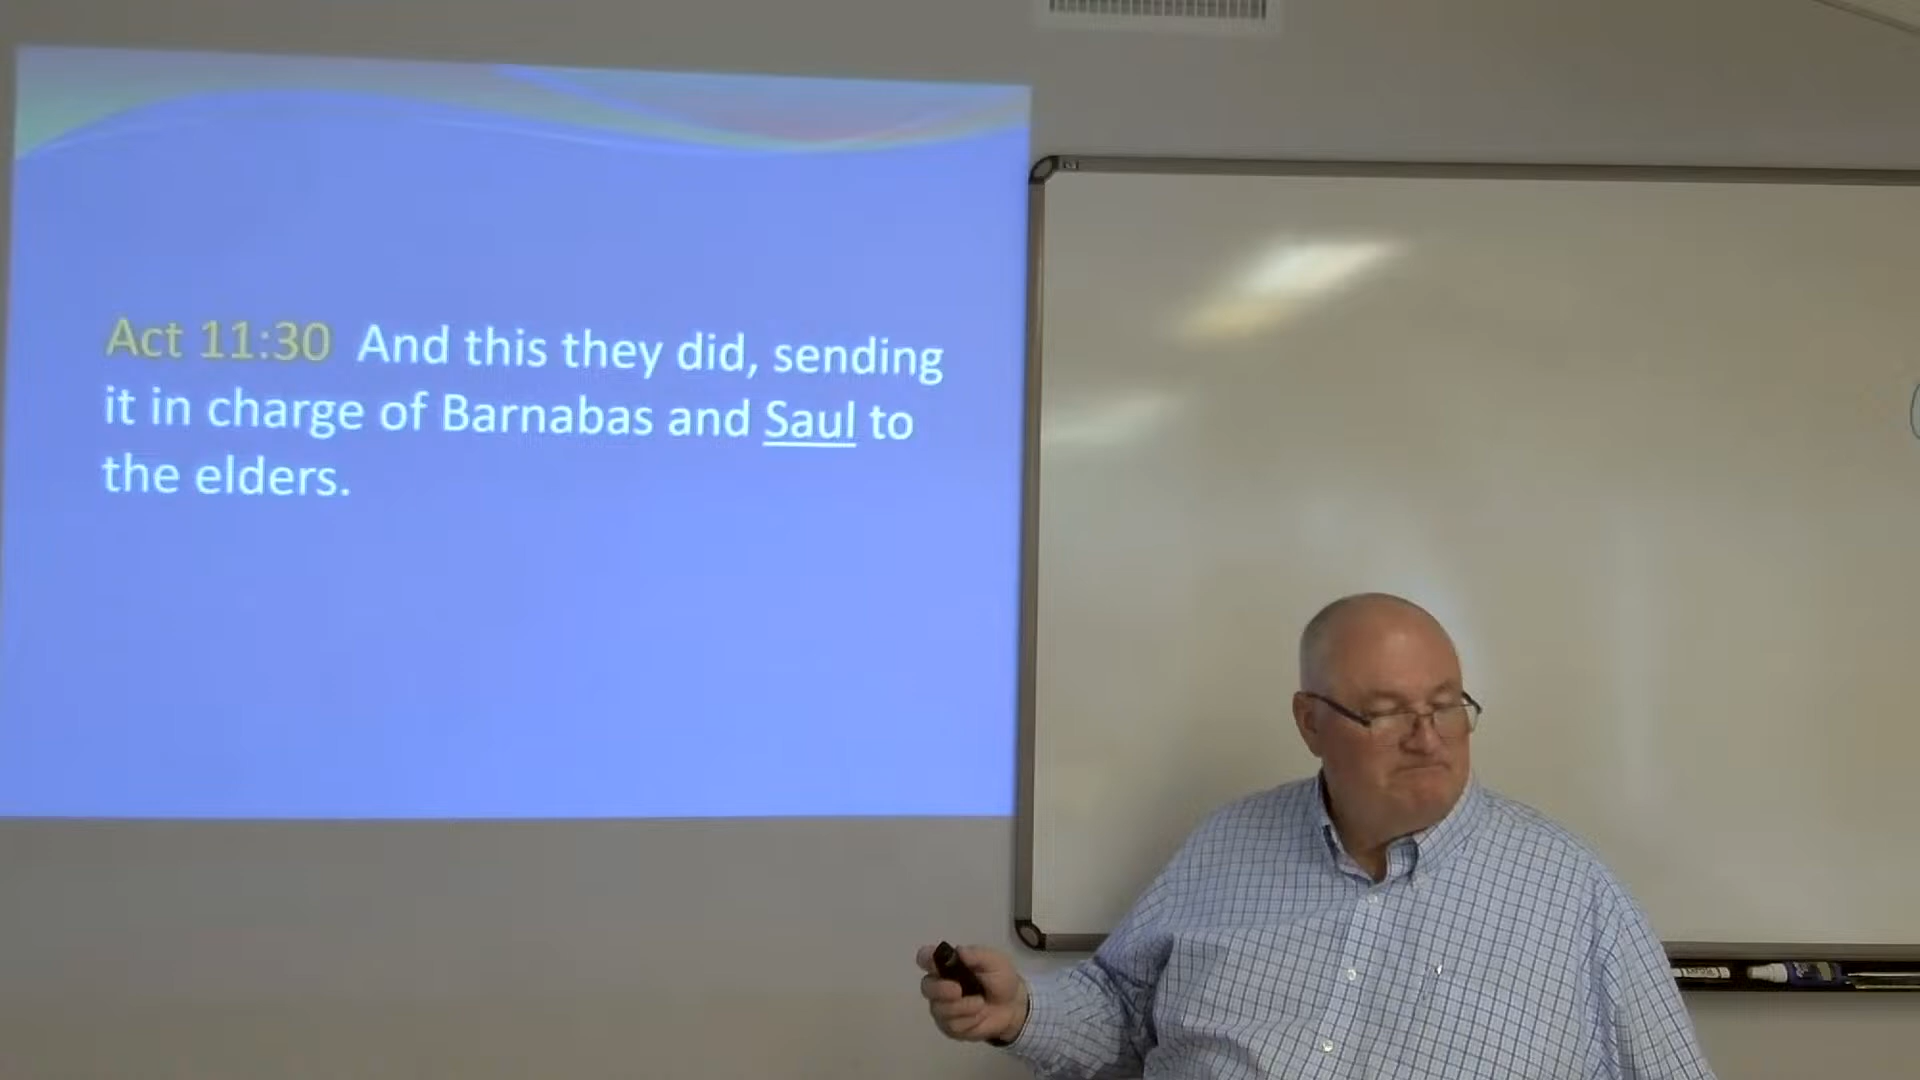 Act 11:30 And this they did, sending
it in charge of Barnabas and Saul to
the elders.